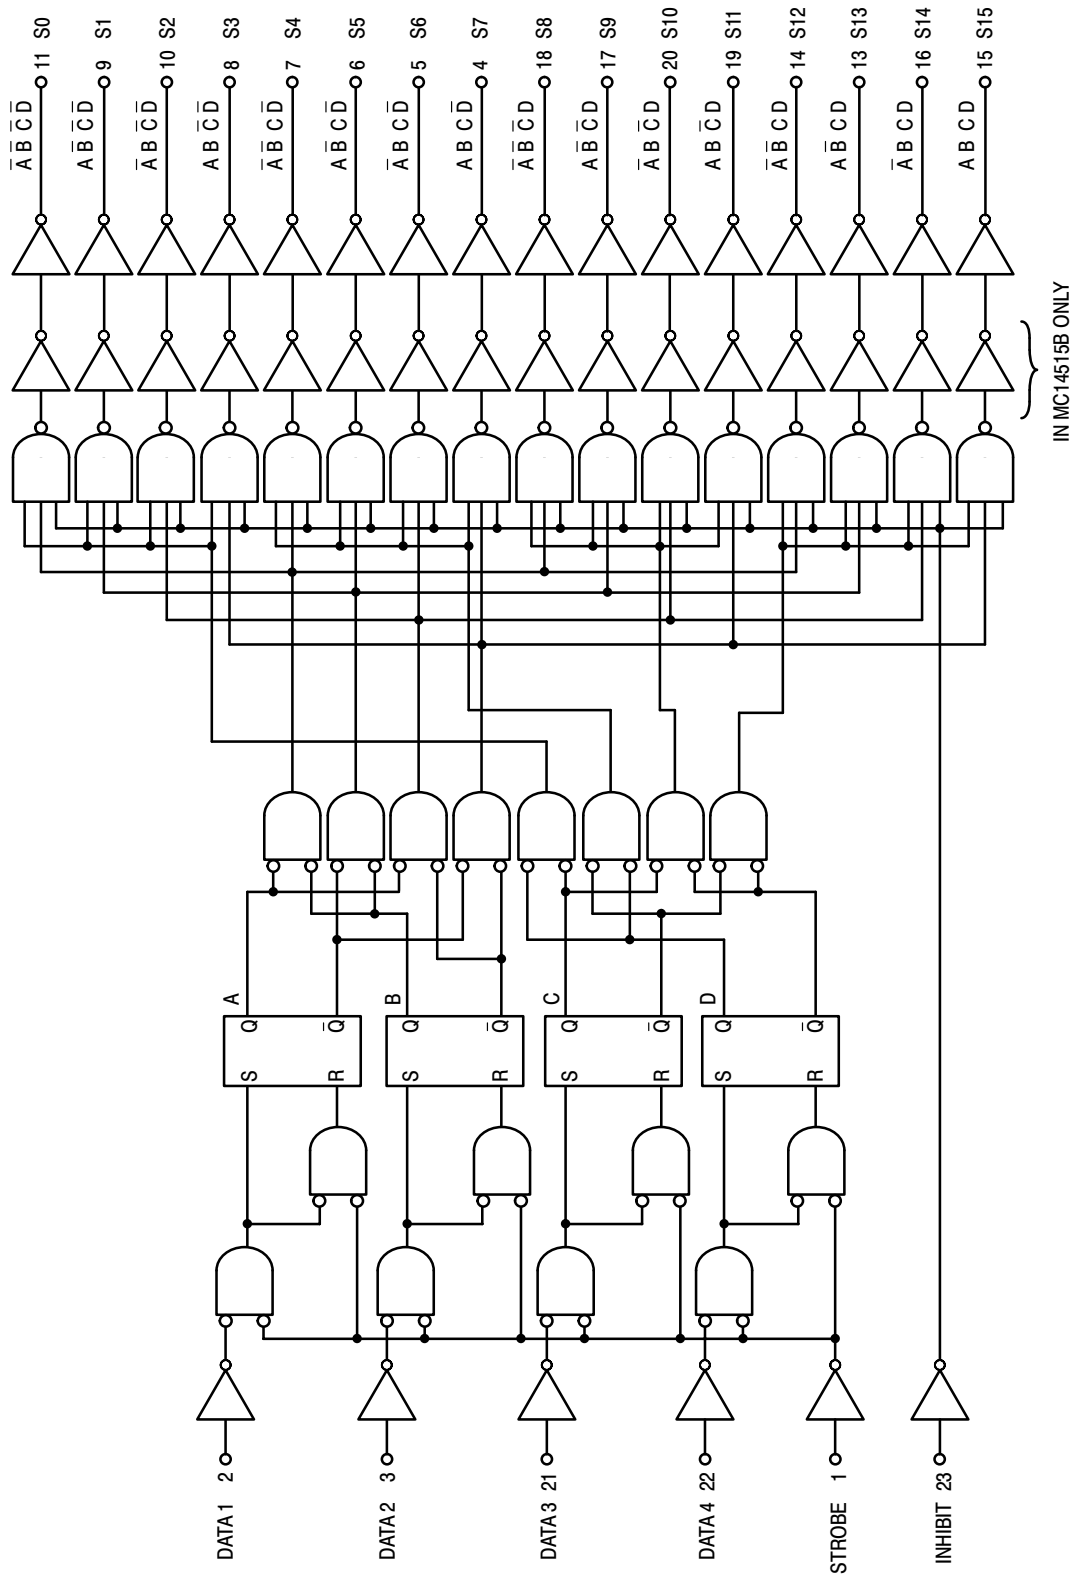 A̅ B̅ C̅ D̅ 11 S0
A B̅ C̅ D̅ 9 S1
A̅ B C̅ D̅ 10 S2
A B C̅ D̅ 8 S3
A̅ B̅ C D̅ 7 S4
A B̅ C D̅ 6 S5
A̅ B C D̅ 5 S6
A B C D̅ 4 S7
A̅ B̅ C̅ D 18 S8
A B̅ C̅ D 17 S9
A̅ B C̅ D 20 S10
A B C̅ D 19 S11
A̅ B̅ C D 14 S12
A B̅ C D 13 S13
A̅ B C D 16 S14
A B C D 15 S15
IN MC14515B ONLY
DATA 1 2
S Q A
R Q̅
DATA 2 3
S Q B
R Q̅
DATA 3 21
S Q C
R Q̅
DATA 4 22
S Q D
R Q̅
STROBE 1
INHIBIT 23